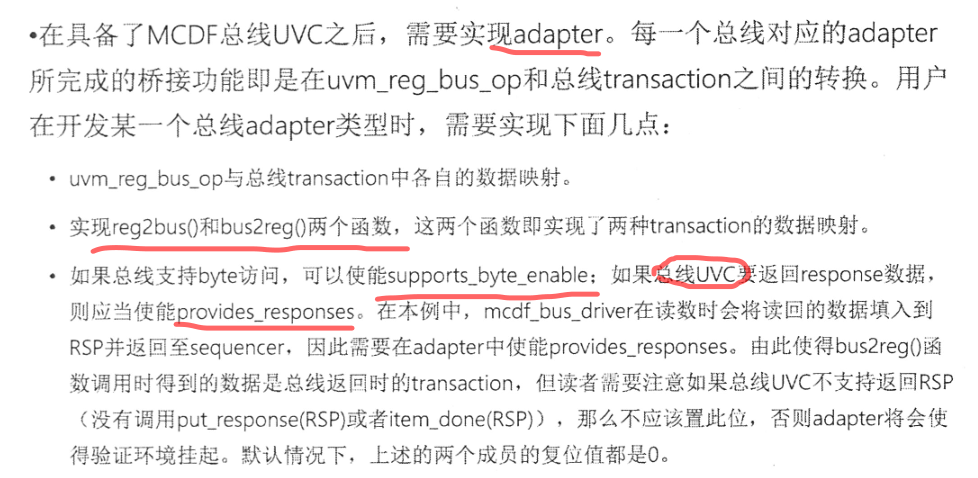 •在具备了MCDF总线UVC之后，需要实现adapter。每一个总线对应的adapter
所完成的桥接功能即是在uvm_reg_bus_op和总线transaction之间的转换。用户
在开发某一个总线adapter类型时，需要实现下面几点：
• uvm_reg_bus_op与总线transaction中各自的数据映射。
• 实现reg2bus()和bus2reg()两个函数，这两个函数即实现了两种transaction的数据映射。
• 如果总线支持byte访问，可以使能supports_byte_enable；如果总线UVC要返回response数据，
则应当使能provides_responses。在本例中，mcdf_bus_driver在读数时会将读回的数据填入到
RSP并返回至sequencer，因此需要在adapter中使能provides_responses。由此使得bus2reg()函
数调用时得到的数据是总线返回时的transaction，但读者需要注意如果总线UVC不支持返回RSP
（没有调用put_response(RSP)或者item_done(RSP)），那么不应该置此位，否则adapter将会使
得验证环境挂起。默认情况下，上述的两个成员的复位值都是0。